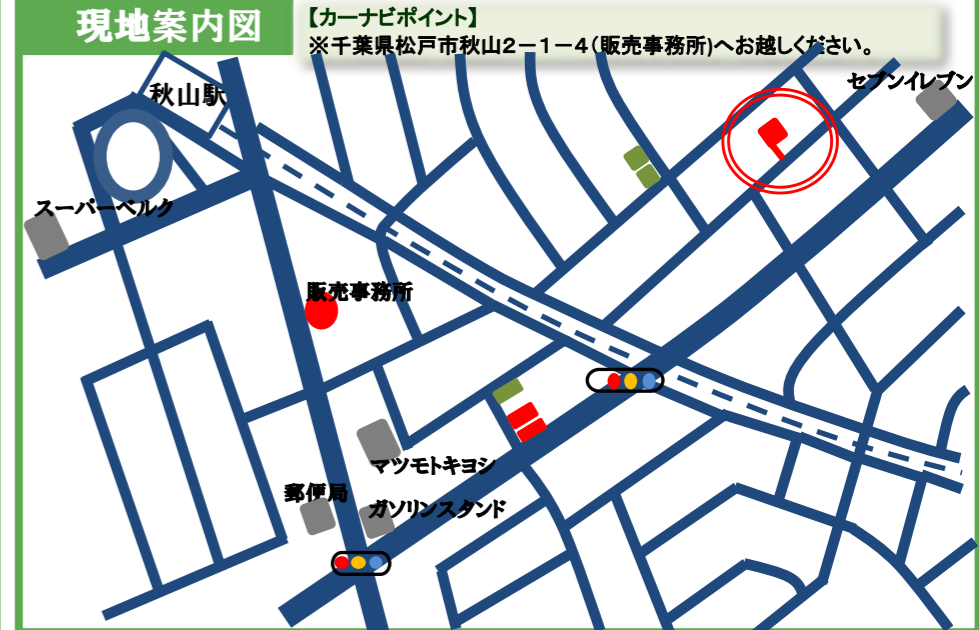 現地案内図
【カーナビポイント】
※千葉県松戸市秋山2－1－4(販売事務所)へお越しください。
セブンイレブン
秋山駅
スーパーベルク
販売事務所
マツモトキヨシ
郵便局
ガソリンスタンド